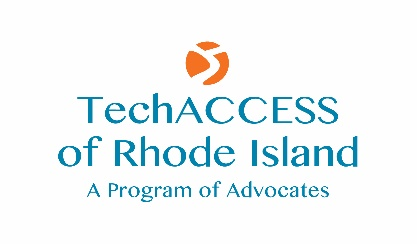 TechACCESS
of Rhode Island
A Program of Advocates